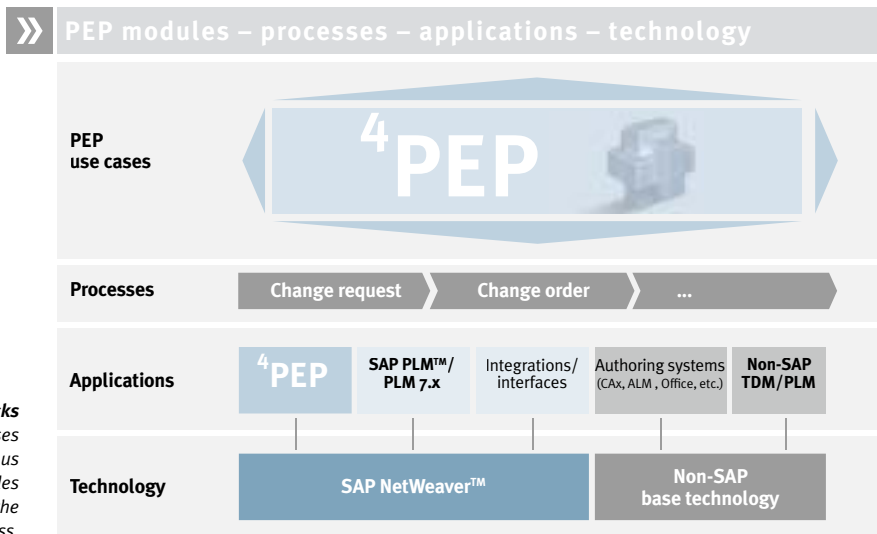 PEP modules – processes – applications – technology
PEP
use cases
4PEP
Processes
Change request
Change order
...
Applications
4PEP
SAP PLM™/
PLM 7.x
Integrations/
interfaces
Authoring systems
(CAx, ALM , Office, etc.)
Non-SAP
TDM/PLM
Technology
SAP NetWeaver™
Non-SAP
base technology